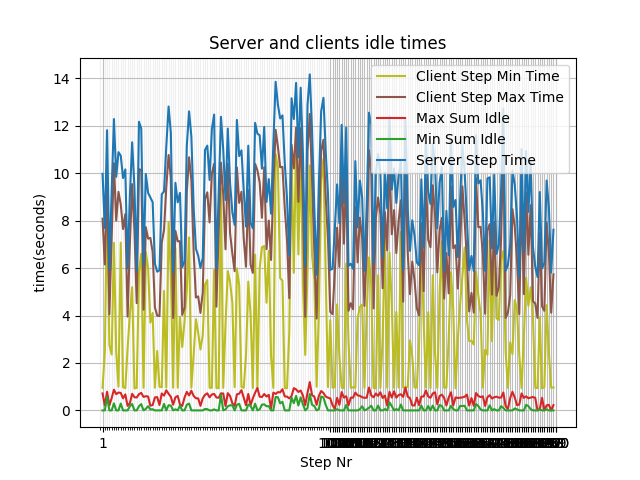 Server and clients idle times
Client Step Min Time
Client Step Max Time
Max Sum Idle
Min Sum Idle
Server Step Time
time(seconds)
14
12
10
8
6
4
2
0
1
Step Nr